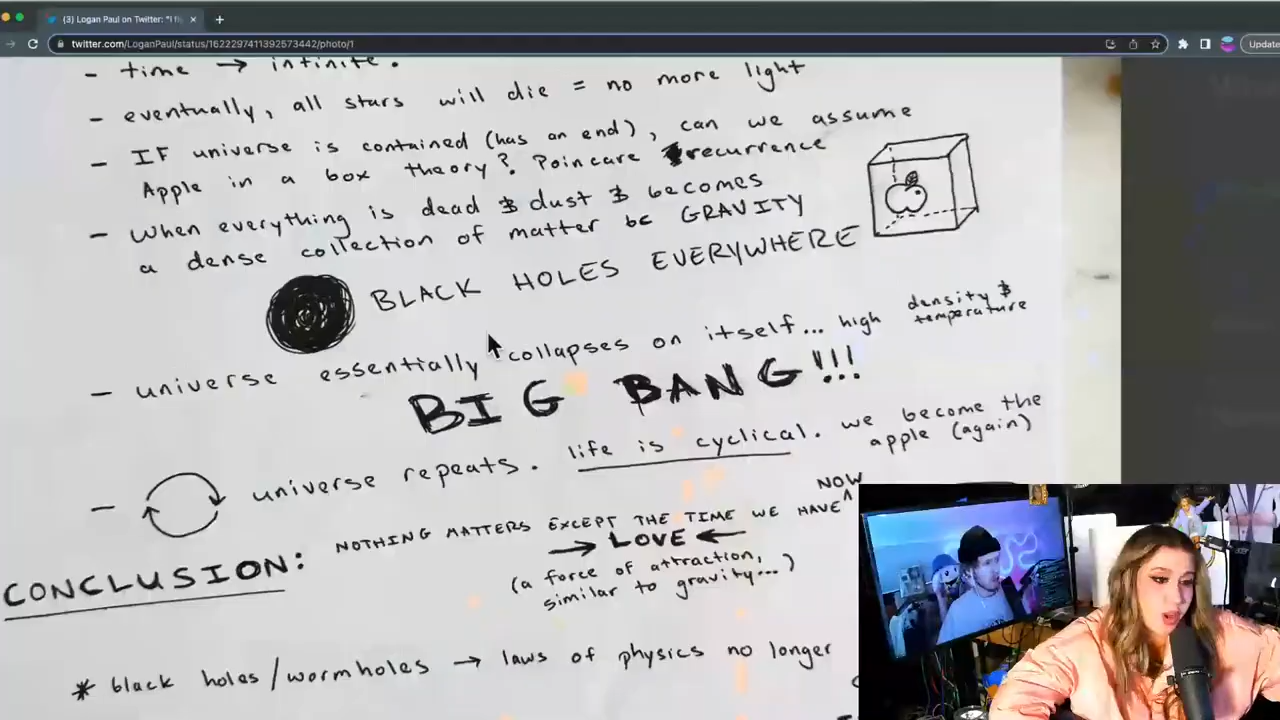 (3) Logan Paul on Twitter: "I
twitter.com/LoganPaul/status/1622297411392573442/photo/1
Update
- time → infinite.
- eventually, all stars will die = no more light
- IF universe is contained (has an end), can we assume
Apple in a box theory? Poincare recurrence
- When everything is dead & dust & becomes
a dense collection of matter bc GRAVITY
BLACK HOLES EVERYWHERE
- universe essentially collapses on itself... high density & temperature
BIG BANG!!!
- universe repeats. life is cyclical. we become the apple (again)
CONCLUSION: NOTHING MATTERS EXCEPT THE TIME WE HAVE ^ NOW
→ LOVE ←
(a force of attraction,
similar to gravity...)
* black holes/wormholes → laws of physics no longer